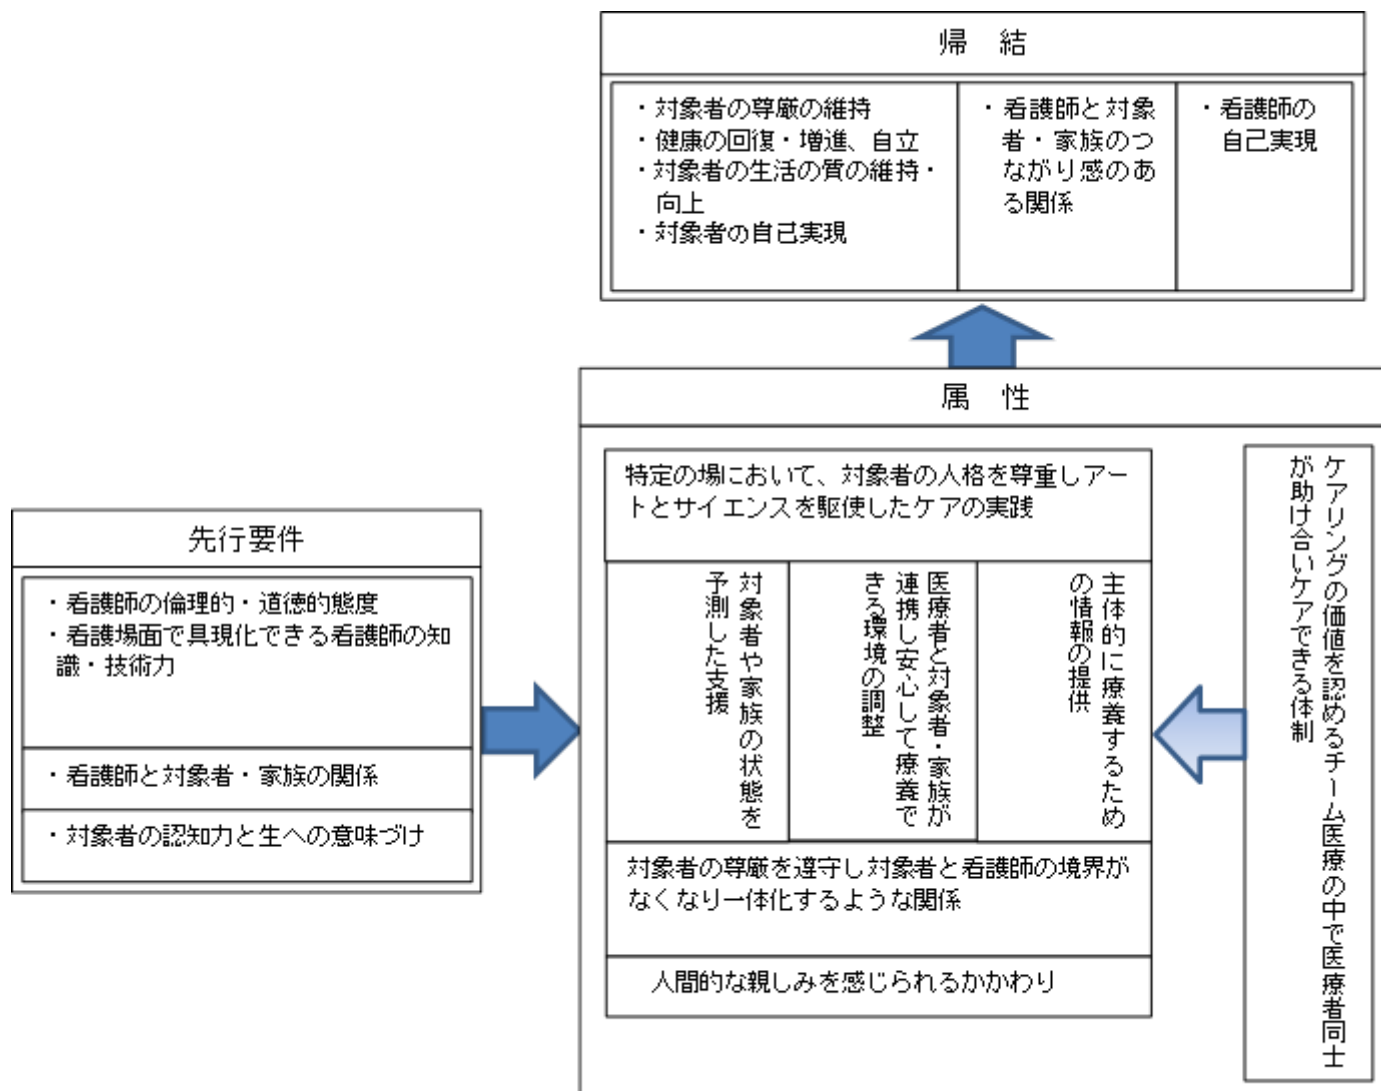 帰 結
・対象者の尊厳の維持
・健康の回復・増進、自立
・対象者の生活の質の維持・
向上
・対象者の自己実現
・看護師と対象
者・家族のつ
ながり感のあ
る関係
・看護師の
自己実現
属 性
特定の場において、対象者の人格を尊重しアー
トとサイエンスを駆使したケアの実践
対象者や家族の状態を
予測した支援
医療者と対象者・家族が
連携し安心して療養で
きる環境の調整
主体的に療養するため
の情報の提供
対象者の尊厳を遵守し対象者と看護師の境界が
なくなり一体化するような関係
人間的な親しみを感じられるかかわり
ケアリングの価値を認めるチーム医療の中で医療者同士
が助け合いケアできる体制
先行要件
・看護師の倫理的・道徳的態度
・看護場面で具現化できる看護師の知
識・技術力
・看護師と対象者・家族の関係
・対象者の認知力と生への意味づけ